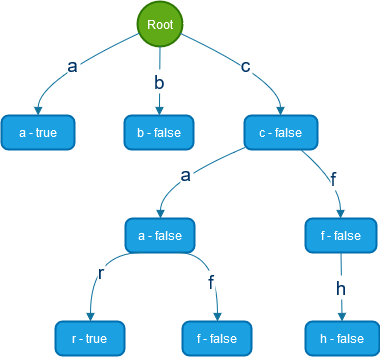 Root
a
b
c
a - true
b - false
c - false
a
f
a - false
f - false
r
f
h
r - true
f - false
h - false